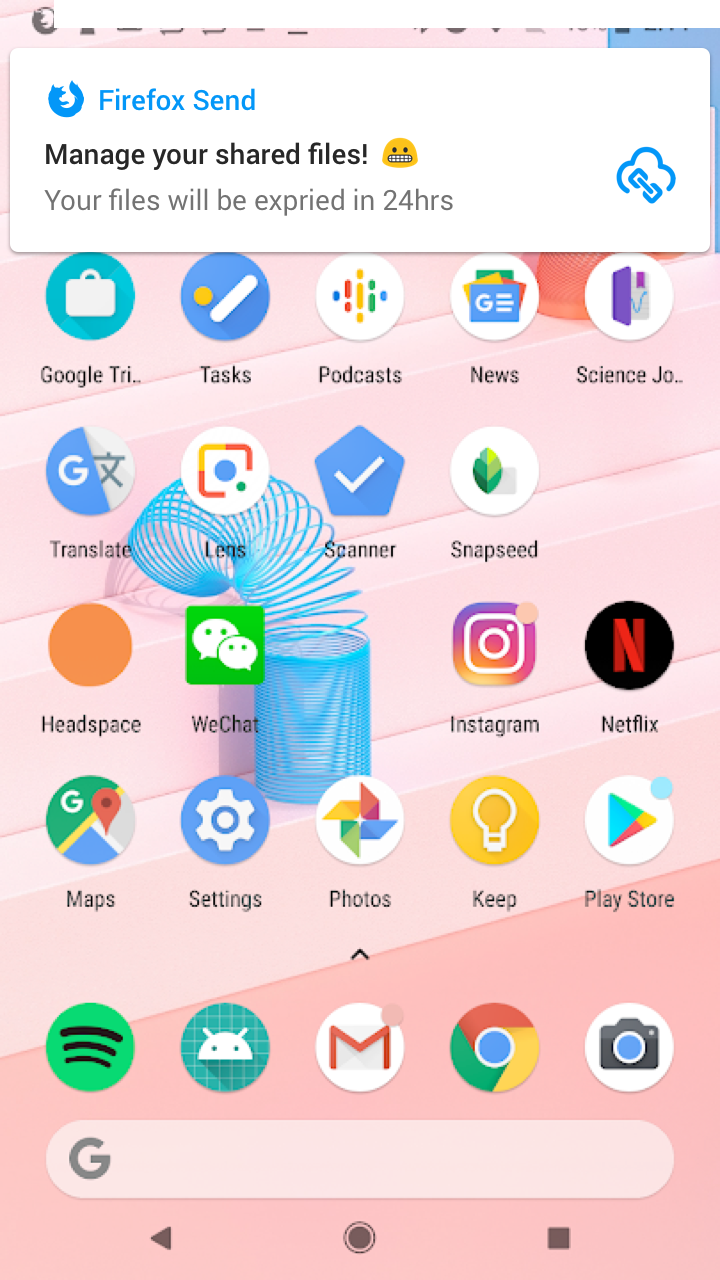 Firefox Send
Manage your shared files! 😬
Your files will be expried in 24hrs
Google Tri..
Tasks
Podcasts
News
Science Jo..
Translate
Lens
Scanner
Snapseed
Headspace
WeChat
Instagram
Netflix
Maps
Settings
Photos
Keep
Play Store